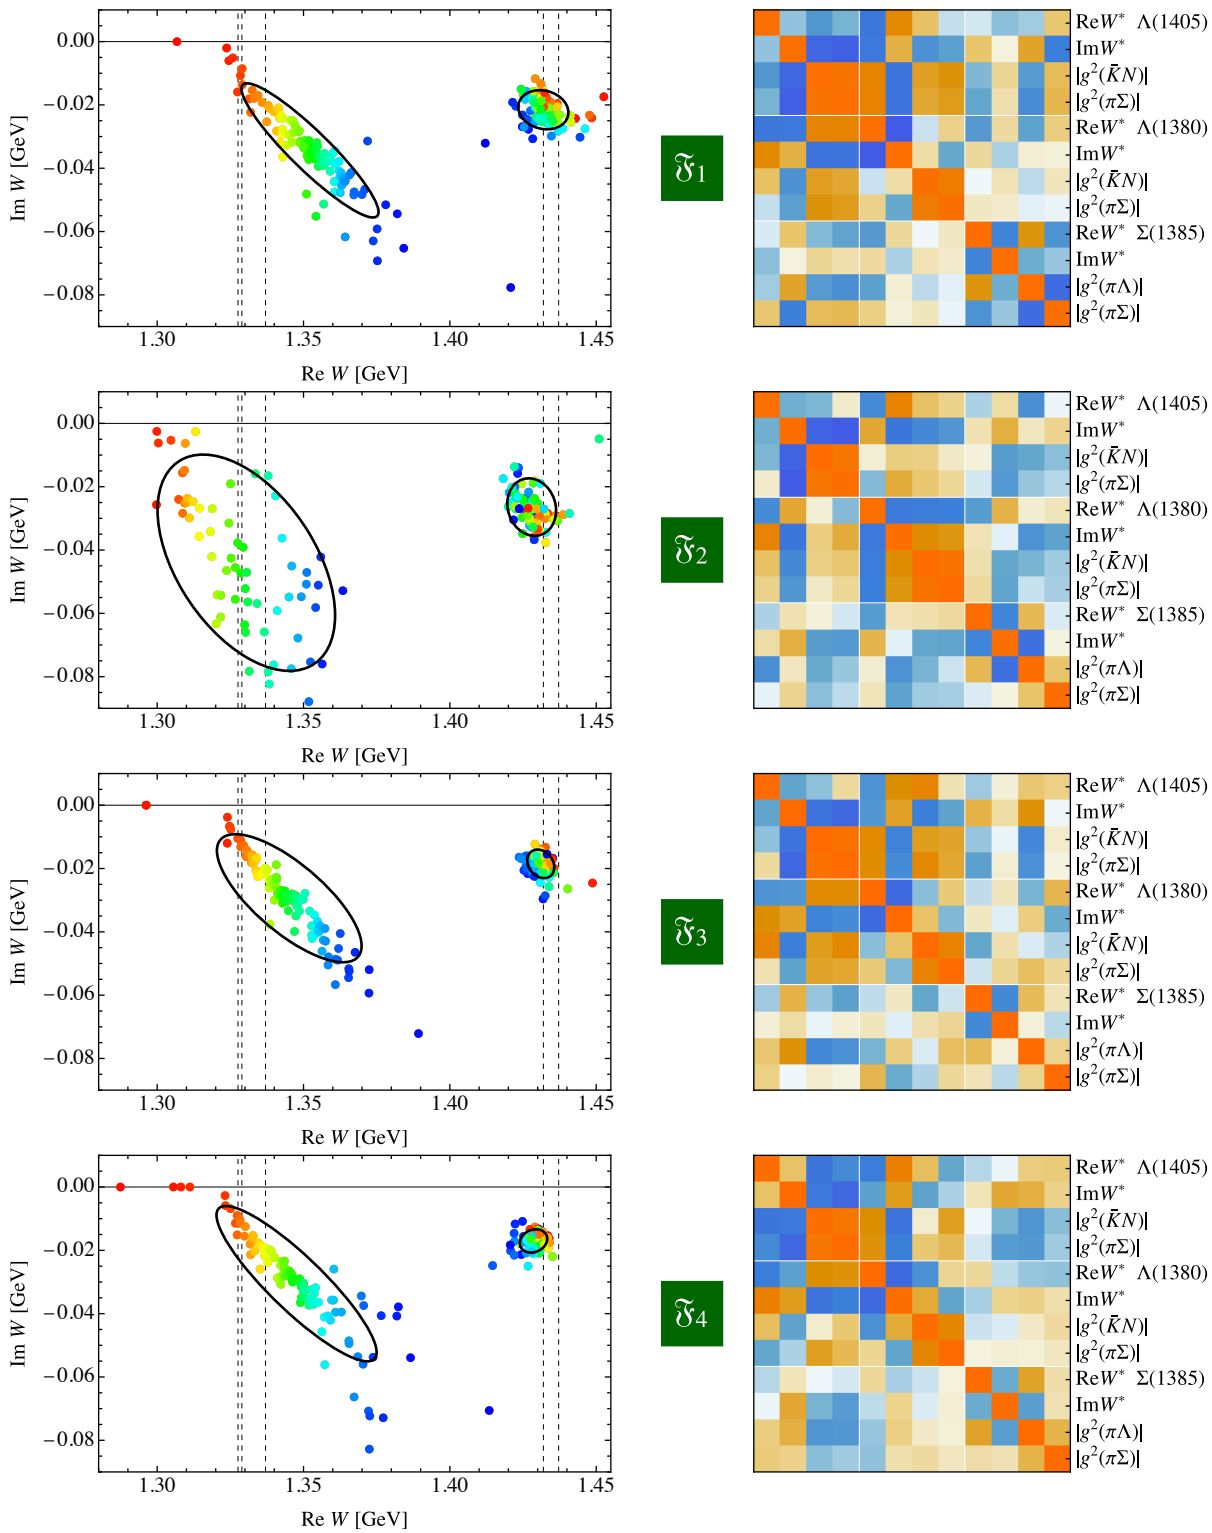 0.00
−0.02
−0.04
−0.06
−0.08
Im W [GeV]
1.30 1.35 1.40 1.45
Re W [GeV]
𝔉1
ReW* Λ(1405)
ImW*
|g²(K̄N)|
|g²(πΣ)|
ReW* Λ(1380)
ImW*
|g²(K̄N)|
|g²(πΣ)|
ReW* Σ(1385)
ImW*
|g²(πΛ)|
|g²(πΣ)|
0.00
−0.02
−0.04
−0.06
−0.08
Im W [GeV]
1.30 1.35 1.40 1.45
Re W [GeV]
𝔉2
ReW* Λ(1405)
ImW*
|g²(K̄N)|
|g²(πΣ)|
ReW* Λ(1380)
ImW*
|g²(K̄N)|
|g²(πΣ)|
ReW* Σ(1385)
ImW*
|g²(πΛ)|
|g²(πΣ)|
0.00
−0.02
−0.04
−0.06
−0.08
Im W [GeV]
1.30 1.35 1.40 1.45
Re W [GeV]
𝔉3
ReW* Λ(1405)
ImW*
|g²(K̄N)|
|g²(πΣ)|
ReW* Λ(1380)
ImW*
|g²(K̄N)|
|g²(πΣ)|
ReW* Σ(1385)
ImW*
|g²(πΛ)|
|g²(πΣ)|
0.00
−0.02
−0.04
−0.06
−0.08
Im W [GeV]
1.30 1.35 1.40 1.45
Re W [GeV]
𝔉4
ReW* Λ(1405)
ImW*
|g²(K̄N)|
|g²(πΣ)|
ReW* Λ(1380)
ImW*
|g²(K̄N)|
|g²(πΣ)|
ReW* Σ(1385)
ImW*
|g²(πΛ)|
|g²(πΣ)|